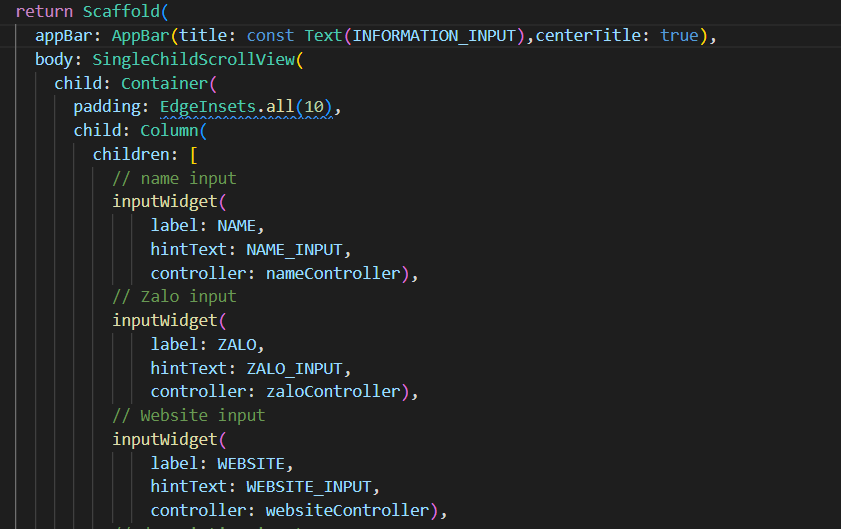 return Scaffold(
appBar: AppBar(title: const Text(INFORMATION_INPUT),centerTitle: true),
body: SingleChildScrollView(
child: Container(
padding: EdgeInsets.all(10),
child: Column(
children: [
// name input
inputWidget(
label: NAME,
hintText: NAME_INPUT,
controller: nameController),
// Zalo input
inputWidget(
label: ZALO,
hintText: ZALO_INPUT,
controller: zaloController),
// Website input
inputWidget(
label: WEBSITE,
hintText: WEBSITE_INPUT,
controller: websiteController),